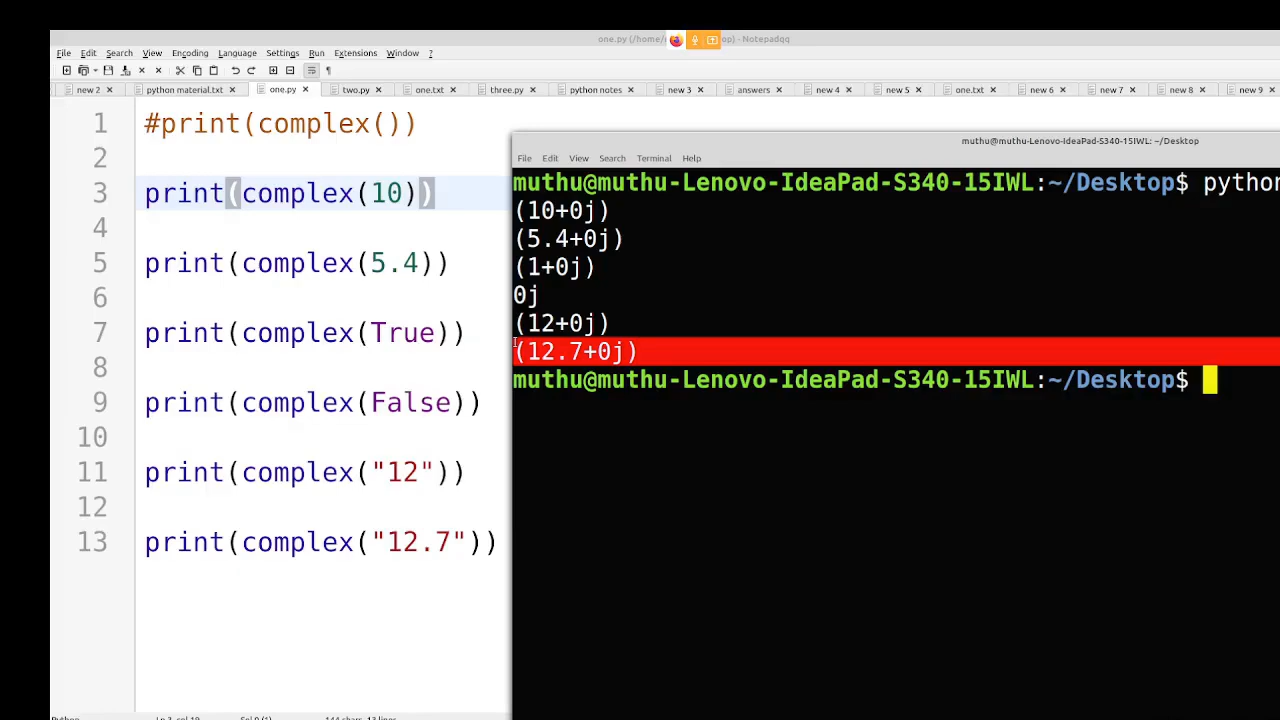 one.py (/home/ op) - Notepadqq
File Edit Search View Encoding Language Settings Run Extensions Window ?
new 2 python material.txt one.py two.py one.txt three.py python notes new 3 answers new 4 new 5 one.txt new 6 new 7 new 8 new 9
1 #print(complex())
2
3 print(complex(10))
4
5 print(complex(5.4))
6
7 print(complex(True))
8
9 print(complex(False))
10
11 print(complex("12"))
12
13 print(complex("12.7"))
muthu@muthu-Lenovo-IdeaPad-S340-15IWL: ~/Desktop
File Edit View Search Terminal Help
muthu@muthu-Lenovo-IdeaPad-S340-15IWL:~/Desktop$ python
(10+0j)
(5.4+0j)
(1+0j)
0j
(12+0j)
(12.7+0j)
muthu@muthu-Lenovo-IdeaPad-S340-15IWL:~/Desktop$